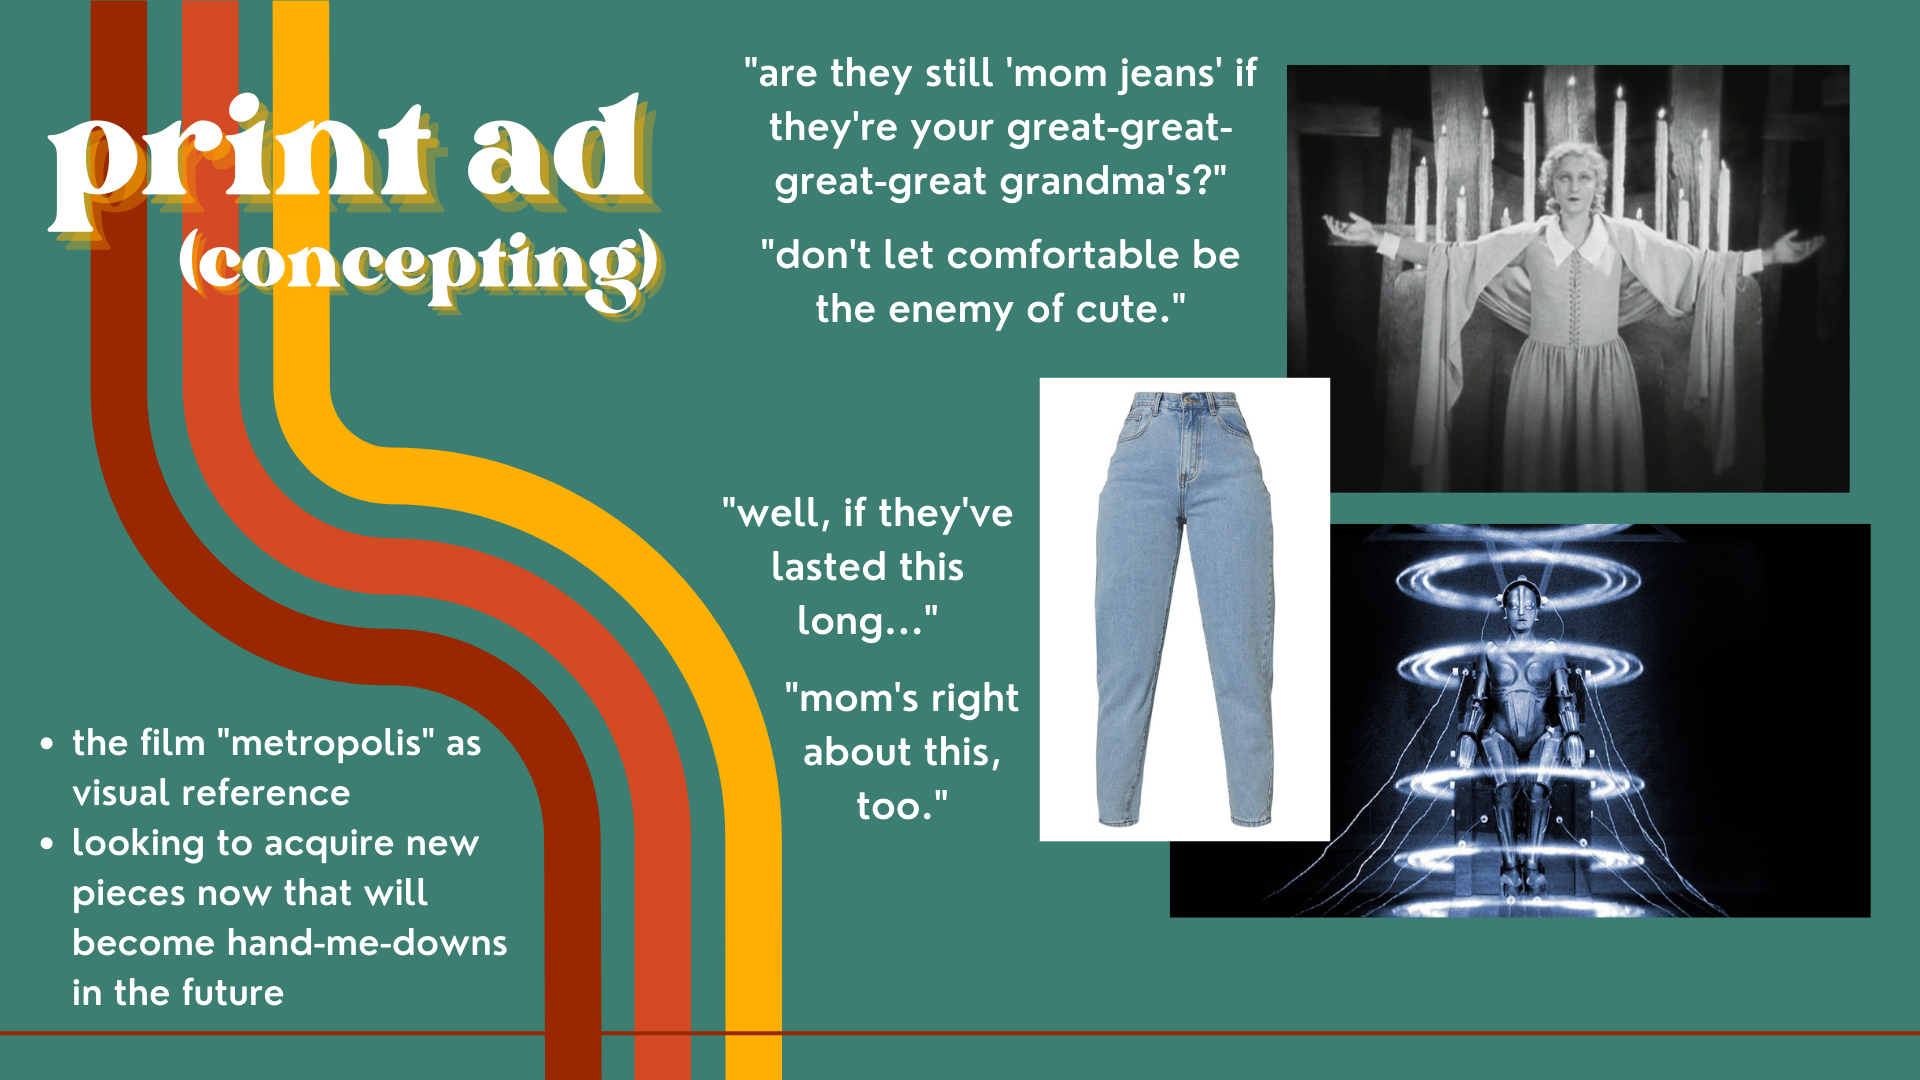 print ad
(concepting)
"are they still 'mom jeans' if
they're your great-great-
great-great grandma's?"
"don't let comfortable be
the enemy of cute."
"well, if they've
lasted this
long..."
"mom's right
about this,
too."
• the film "metropolis" as
visual reference
• looking to acquire new
pieces now that will
become hand-me-downs
in the future